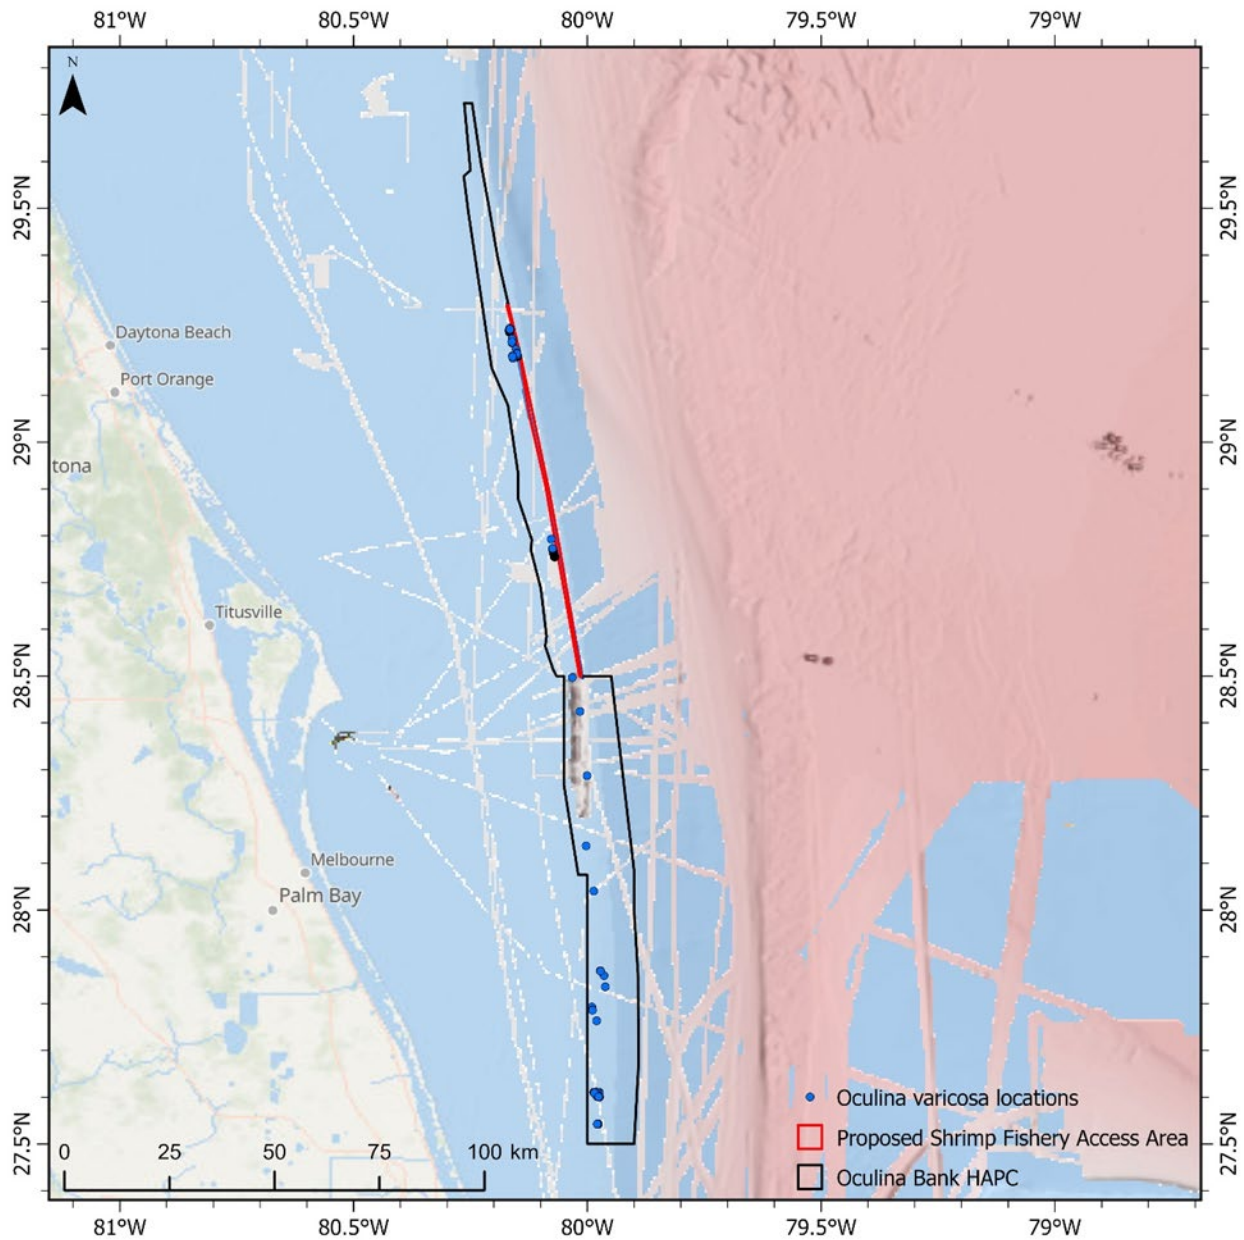 81°W 80.5°W 80°W 79.5°W 79°W
N
29.5°N 29.5°N
Daytona Beach
Port Orange
29°N 29°N
tona
Titusville
28.5°N 28.5°N
Melbourne
Palm Bay
28°N 28°N
Oculina varicosa locations
Proposed Shrimp Fishery Access Area
Oculina Bank HAPC
27.5°N 27.5°N
0 25 50 75 100 km
81°W 80.5°W 80°W 79.5°W 79°W